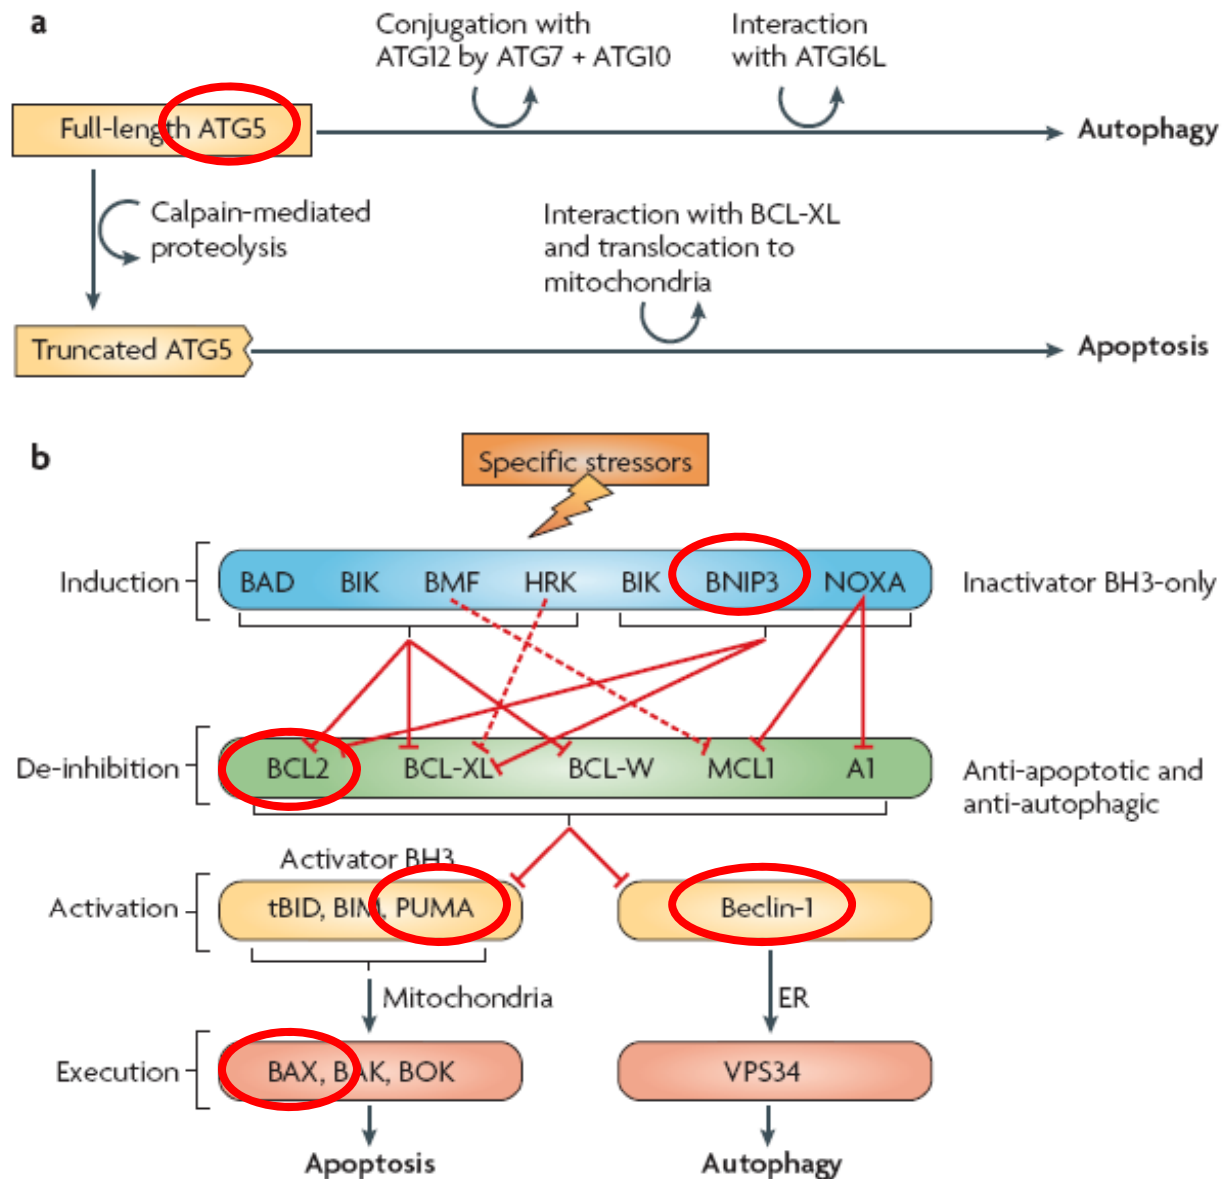 a
Conjugation with
ATG12 by ATG7 + ATG10
Interaction
with ATG16L
Full-length ATG5
Autophagy
Calpain-mediated
proteolysis
Interaction with BCL-XL
and translocation to
mitochondria
Truncated ATG5
Apoptosis
b
Specific stressors
Induction
BAD BIK BMF HRK BIK BNIP3 NOXA
Inactivator BH3-only
De-inhibition
BCL2 BCL-XL BCL-W MCL1 A1
Anti-apoptotic and
anti-autophagic
Activator BH3
Activation
tBID, BIM, PUMA
Beclin-1
Mitochondria
ER
Execution
BAX, BAK, BOK
VPS34
Apoptosis
Autophagy